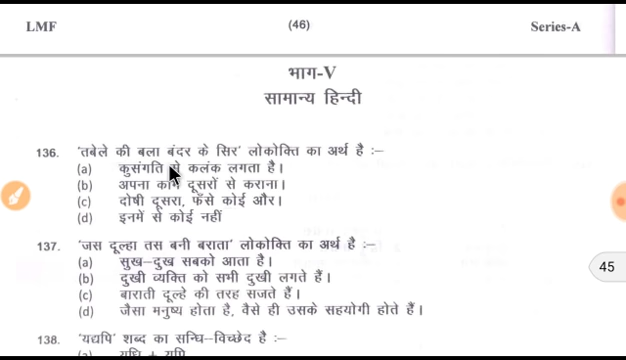 LMF (46) Series-A
भाग-V
सामान्य हिन्दी
136. 'तबेले की बला बंदर के सिर' लोकोक्ति का अर्थ है :–
(a) कुसंगति से कलंक लगता है।
(b) अपना काम दूसरों से कराना।
(c) दोषी दूसरा, फँसे कोई और।
(d) इनमें से कोई नहीं
137. 'जस दूल्हा तस बनी बराता' लोकोक्ति का अर्थ है :–
(a) सुख–दुख सबको आता है।
(b) दुखी व्यक्ति को सभी दुखी लगते हैं।
(c) बाराती दूल्हे की तरह सजते हैं।
(d) जैसा मनुष्य होता है, वैसे ही उसके सहयोगी होते हैं।
45
138. 'यद्यपि' शब्द का सन्धि–विच्छेद है :–
(a) यधि + यपि